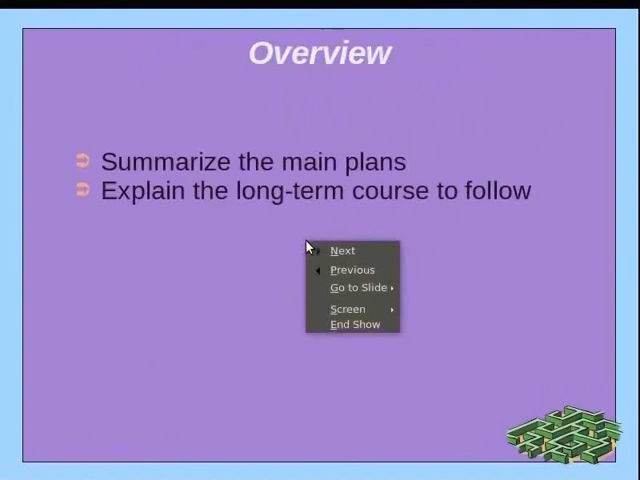 Overview
Summarize the main plans
Explain the long-term course to follow
Next
Previous
Go to Slide
Screen
End Show